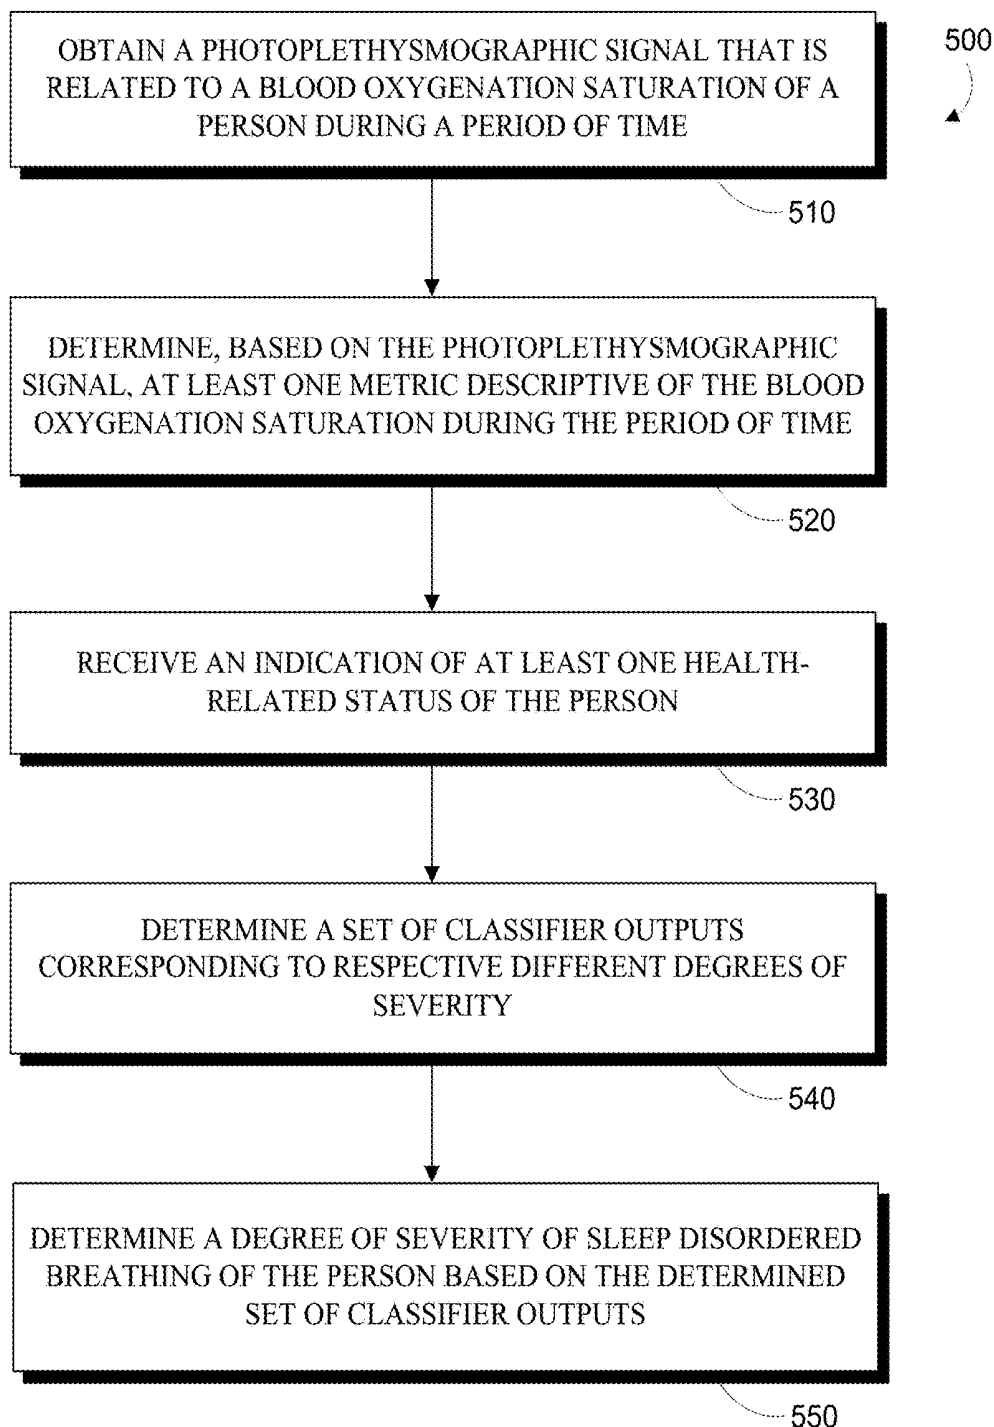 500
OBTAIN A PHOTOPLETHYSMOGRAPHIC SIGNAL THAT IS
RELATED TO A BLOOD OXYGENATION SATURATION OF A
PERSON DURING A PERIOD OF TIME
510
DETERMINE, BASED ON THE PHOTOPLETHYSMOGRAPHIC
SIGNAL, AT LEAST ONE METRIC DESCRIPTIVE OF THE BLOOD
OXYGENATION SATURATION DURING THE PERIOD OF TIME
520
RECEIVE AN INDICATION OF AT LEAST ONE HEALTH-
RELATED STATUS OF THE PERSON
530
DETERMINE A SET OF CLASSIFIER OUTPUTS
CORRESPONDING TO RESPECTIVE DIFFERENT DEGREES OF
SEVERITY
540
DETERMINE A DEGREE OF SEVERITY OF SLEEP DISORDERED
BREATHING OF THE PERSON BASED ON THE DETERMINED
SET OF CLASSIFIER OUTPUTS
550